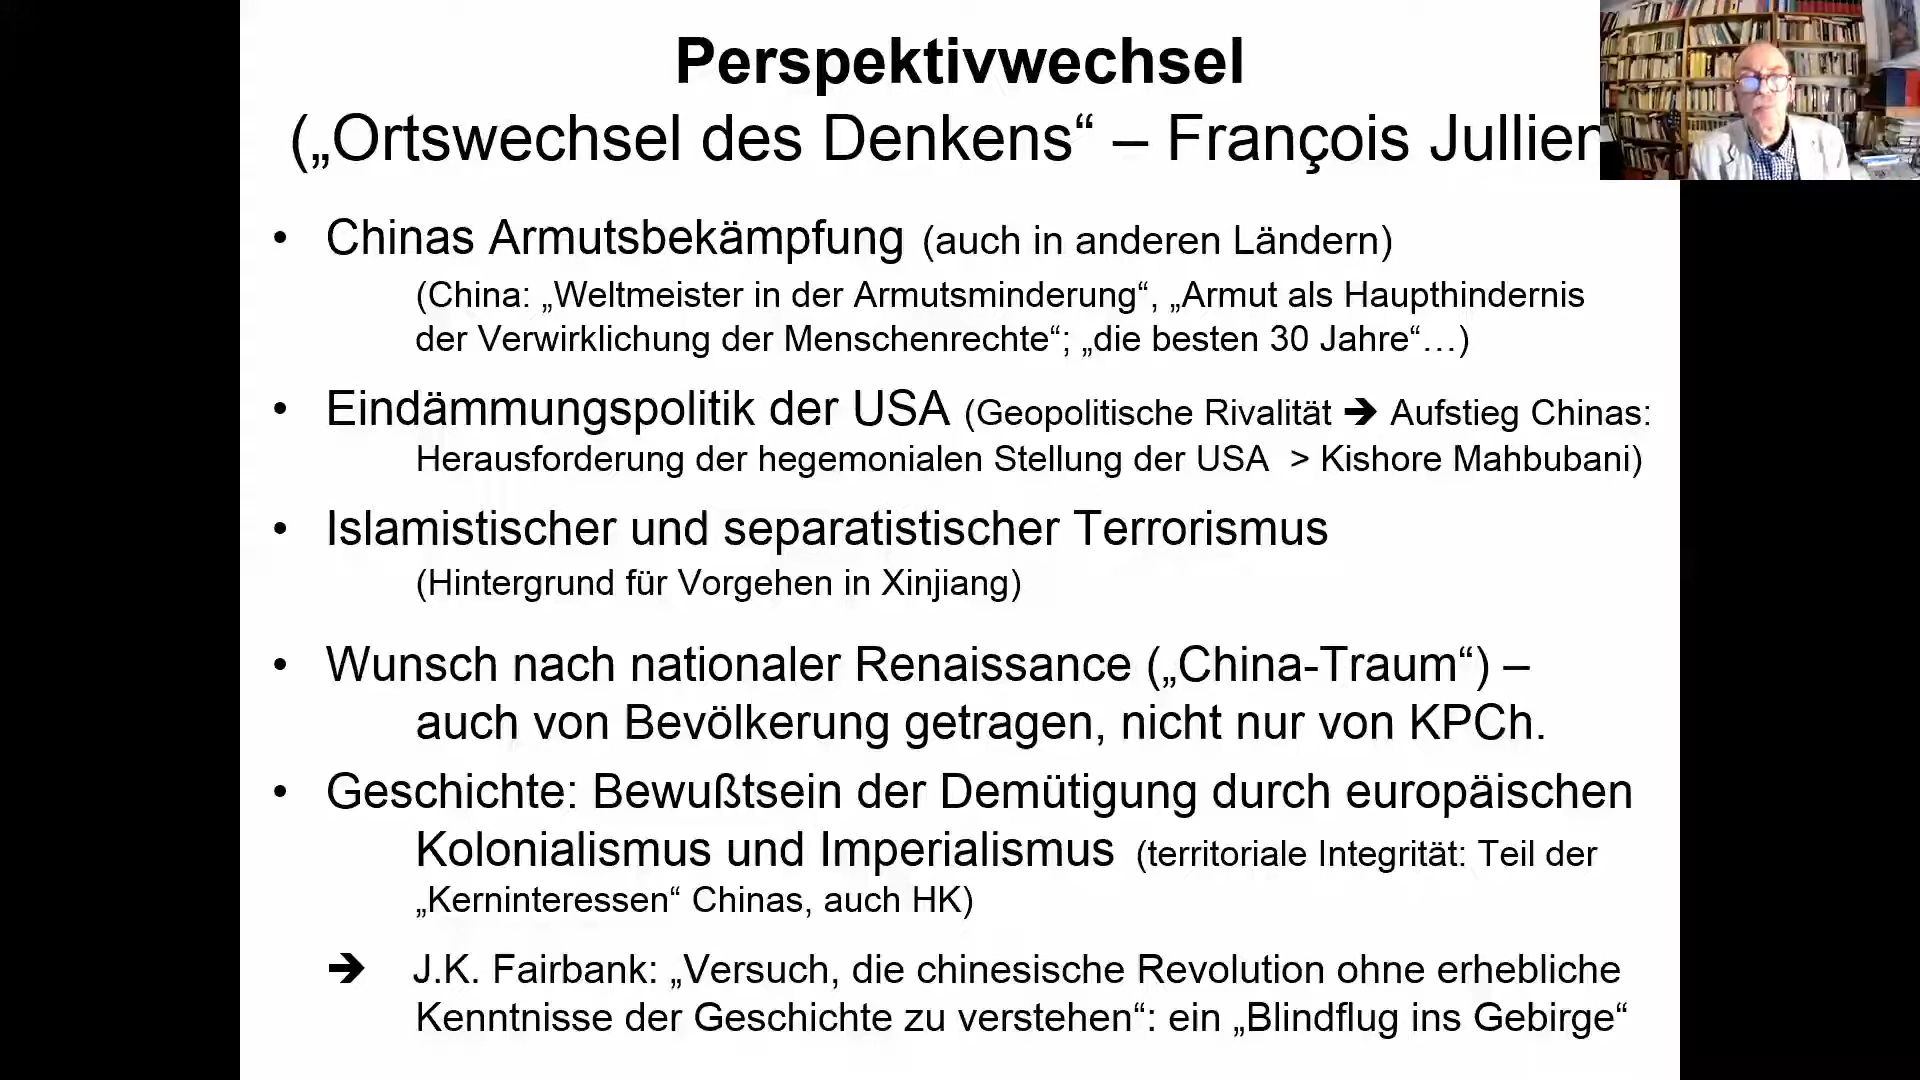 Perspektivwechsel
(„Ortswechsel des Denkens“ – François Jullien
• Chinas Armutsbekämpfung (auch in anderen Ländern)
(China: „Weltmeister in der Armutsminderung“, „Armut als Haupthindernis
der Verwirklichung der Menschenrechte“; „die besten 30 Jahre“…)
• Eindämmungspolitik der USA (Geopolitische Rivalität ➔ Aufstieg Chinas:
Herausforderung der hegemonialen Stellung der USA > Kishore Mahbubani)
• Islamistischer und separatistischer Terrorismus
(Hintergrund für Vorgehen in Xinjiang)
• Wunsch nach nationaler Renaissance („China-Traum“) –
auch von Bevölkerung getragen, nicht nur von KPCh.
• Geschichte: Bewußtsein der Demütigung durch europäischen
Kolonialismus und Imperialismus (territoriale Integrität: Teil der
„Kerninteressen“ Chinas, auch HK)
➔ J.K. Fairbank: „Versuch, die chinesische Revolution ohne erhebliche
Kenntnisse der Geschichte zu verstehen“: ein „Blindflug ins Gebirge“